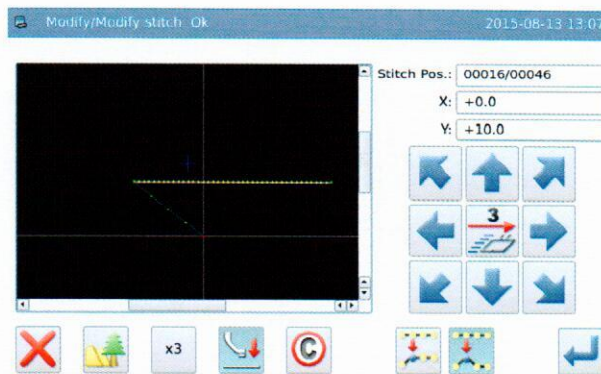 Modify/Modify stitch Ok
2015-08-13 13:07
Stitch Pos.: 00016/00046
X: +0.0
Y: +10.0
3
x3
C